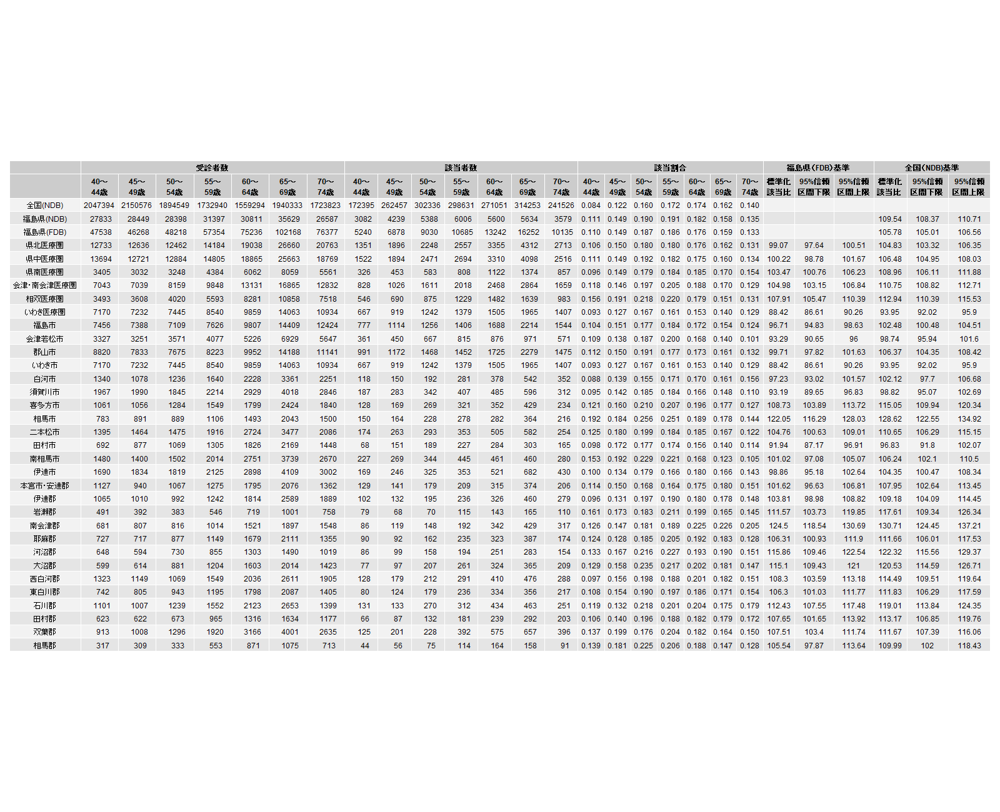 受診者数 該当者数 該当割合 福島県(FDB)基準 全国(NDB)基準
40～ 45～ 50～ 55～ 60～ 65～ 70～ 40～ 45～ 50～ 55～ 60～ 65～ 70～ 40～ 45～ 50～ 55～ 60～ 65～ 70～ 標準化 95%信頼 95%信頼 標準化 95%信頼 95%信頼
44歳 49歳 54歳 59歳 64歳 69歳 74歳 44歳 49歳 54歳 59歳 64歳 69歳 74歳 44歳 49歳 54歳 59歳 64歳 69歳 74歳 該当比 区間下限 区間上限 該当比 区間下限 区間上限
全国(NDB) 2047394 2150576 1894549 1732940 1559294 1940333 1723823 172395 262457 302336 298631 271051 314253 241526 0.084 0.122 0.160 0.172 0.174 0.162 0.140
福島県(NDB) 27833 28449 28398 31397 30811 35629 26587 3082 4239 5388 6006 5600 5634 3579 0.111 0.149 0.190 0.191 0.182 0.158 0.135 109.54 108.37 110.71
福島県(FDB) 47538 46268 48218 57354 75236 102168 76377 5240 6878 9030 10685 13242 16252 10135 0.110 0.149 0.187 0.186 0.176 0.159 0.133 105.78 105.01 106.56
県北医療圏 12733 12636 12462 14184 19038 26660 20763 1351 1896 2248 2557 3355 4312 2713 0.106 0.150 0.180 0.180 0.176 0.162 0.131 99.07 97.64 100.51 104.83 103.32 106.35
県中医療圏 13694 12721 12884 14805 18865 25663 18769 1522 1894 2471 2694 3310 4098 2516 0.111 0.149 0.192 0.182 0.175 0.160 0.134 100.22 98.78 101.67 106.48 104.95 108.03
県南医療圏 3405 3032 3248 4384 6062 8059 5561 326 453 583 808 1122 1374 857 0.096 0.149 0.179 0.184 0.185 0.170 0.154 103.47 100.76 106.23 108.96 106.11 111.88
会津・南会津医療圏 7043 7039 8159 9848 13131 16865 12832 828 1026 1611 2018 2468 2864 1659 0.118 0.146 0.197 0.205 0.188 0.170 0.129 104.98 103.15 106.84 110.75 108.82 112.71
相双医療圏 3493 3608 4020 5593 8281 10858 7518 546 690 875 1229 1482 1639 983 0.156 0.191 0.218 0.220 0.179 0.151 0.131 107.91 105.47 110.39 112.94 110.39 115.53
いわき医療圏 7170 7232 7445 8540 9859 14063 10934 667 919 1242 1379 1505 1965 1407 0.093 0.127 0.167 0.161 0.153 0.140 0.129 88.42 86.61 90.26 93.95 92.02 95.9
福島市 7456 7388 7109 7626 9807 14409 12424 777 1114 1256 1406 1688 2214 1544 0.104 0.151 0.177 0.184 0.172 0.154 0.124 96.71 94.83 98.63 102.48 100.48 104.51
会津若松市 3327 3251 3571 4077 5226 6929 5647 361 450 667 815 876 971 571 0.109 0.138 0.187 0.200 0.168 0.140 0.101 93.29 90.65 96 98.74 95.94 101.6
郡山市 8820 7833 7675 8223 9952 14188 11141 991 1172 1468 1452 1725 2279 1475 0.112 0.150 0.191 0.177 0.173 0.161 0.132 99.71 97.82 101.63 106.37 104.35 108.42
いわき市 7170 7232 7445 8540 9859 14063 10934 667 919 1242 1379 1505 1965 1407 0.093 0.127 0.167 0.161 0.153 0.140 0.129 88.42 86.61 90.26 93.95 92.02 95.9
白河市 1340 1078 1236 1640 2228 3361 2251 118 150 192 281 378 542 352 0.088 0.139 0.155 0.171 0.170 0.161 0.156 97.23 93.02 101.57 102.12 97.7 106.68
須賀川市 1967 1990 1845 2214 2929 4018 2846 187 283 342 407 485 596 312 0.095 0.142 0.185 0.184 0.166 0.148 0.110 93.19 89.65 96.83 98.82 95.07 102.69
喜多方市 1061 1056 1284 1549 1799 2424 1840 128 169 269 321 352 429 234 0.121 0.160 0.210 0.207 0.196 0.177 0.127 108.73 103.89 113.72 115.05 109.94 120.34
相馬市 783 891 889 1106 1493 2043 1500 150 164 228 278 282 364 216 0.192 0.184 0.256 0.251 0.189 0.178 0.144 122.05 116.29 128.03 128.62 122.55 134.92
二本松市 1395 1464 1475 1916 2724 3477 2086 174 263 293 353 505 582 254 0.125 0.180 0.199 0.184 0.185 0.167 0.122 104.76 100.63 109.01 110.65 106.29 115.15
田村市 692 877 1069 1305 1826 2169 1448 68 151 189 227 284 303 165 0.098 0.172 0.177 0.174 0.156 0.140 0.114 91.94 87.17 96.91 96.83 91.8 102.07
南相馬市 1480 1400 1502 2014 2751 3739 2670 227 269 344 445 461 460 280 0.153 0.192 0.229 0.221 0.168 0.123 0.105 101.02 97.08 105.07 106.24 102.1 110.5
伊達市 1690 1834 1819 2125 2898 4109 3002 169 246 325 353 521 682 430 0.100 0.134 0.179 0.166 0.180 0.166 0.143 98.86 95.18 102.64 104.35 100.47 108.34
本宮市・安達郡 1127 940 1067 1275 1795 2076 1362 129 141 179 209 315 374 206 0.114 0.150 0.168 0.164 0.175 0.180 0.151 101.62 96.63 106.81 107.95 102.64 113.45
伊達郡 1065 1010 992 1242 1814 2589 1889 102 132 195 236 326 460 279 0.096 0.131 0.197 0.190 0.180 0.178 0.148 103.81 98.98 108.82 109.18 104.09 114.45
岩瀬郡 491 392 383 546 719 1001 758 79 68 70 115 143 165 110 0.161 0.173 0.183 0.211 0.199 0.165 0.145 111.57 103.73 119.85 117.61 109.34 126.34
南会津郡 681 807 816 1014 1521 1897 1548 86 119 148 192 342 429 317 0.126 0.147 0.181 0.189 0.225 0.226 0.205 124.5 118.54 130.69 130.71 124.45 137.21
耶麻郡 727 717 877 1149 1679 2111 1355 90 92 162 235 323 387 174 0.124 0.128 0.185 0.205 0.192 0.183 0.128 106.31 100.93 111.9 111.66 106.01 117.53
河沼郡 648 594 730 855 1303 1490 1019 86 99 158 194 251 283 154 0.133 0.167 0.216 0.227 0.193 0.190 0.151 115.86 109.46 122.54 122.32 115.56 129.37
大沼郡 599 614 881 1204 1603 2014 1423 77 97 207 261 324 365 209 0.129 0.158 0.235 0.217 0.202 0.181 0.147 115.1 109.43 121 120.53 114.59 126.71
西白河郡 1323 1149 1069 1549 2036 2611 1905 128 179 212 291 410 476 288 0.097 0.156 0.198 0.188 0.201 0.182 0.151 108.3 103.59 113.18 114.49 109.51 119.64
東白川郡 742 805 943 1195 1798 2087 1405 80 124 179 236 334 356 217 0.108 0.154 0.190 0.197 0.186 0.171 0.154 106.3 101.03 111.77 111.83 106.29 117.59
石川郡 1101 1007 1239 1552 2123 2653 1399 131 133 270 312 434 463 251 0.119 0.132 0.218 0.201 0.204 0.175 0.179 112.43 107.55 117.48 119.01 113.84 124.35
田村郡 623 622 673 965 1316 1634 1177 66 87 132 181 239 292 203 0.106 0.140 0.196 0.188 0.182 0.179 0.172 107.65 101.65 113.92 113.17 106.85 119.76
双葉郡 913 1008 1296 1920 3166 4001 2635 125 201 228 392 575 657 396 0.137 0.199 0.176 0.204 0.182 0.164 0.150 107.51 103.4 111.74 111.67 107.39 116.06
相馬郡 317 309 333 553 871 1075 713 44 56 75 114 164 158 91 0.139 0.181 0.225 0.206 0.188 0.147 0.128 105.54 97.87 113.64 109.99 102 118.43